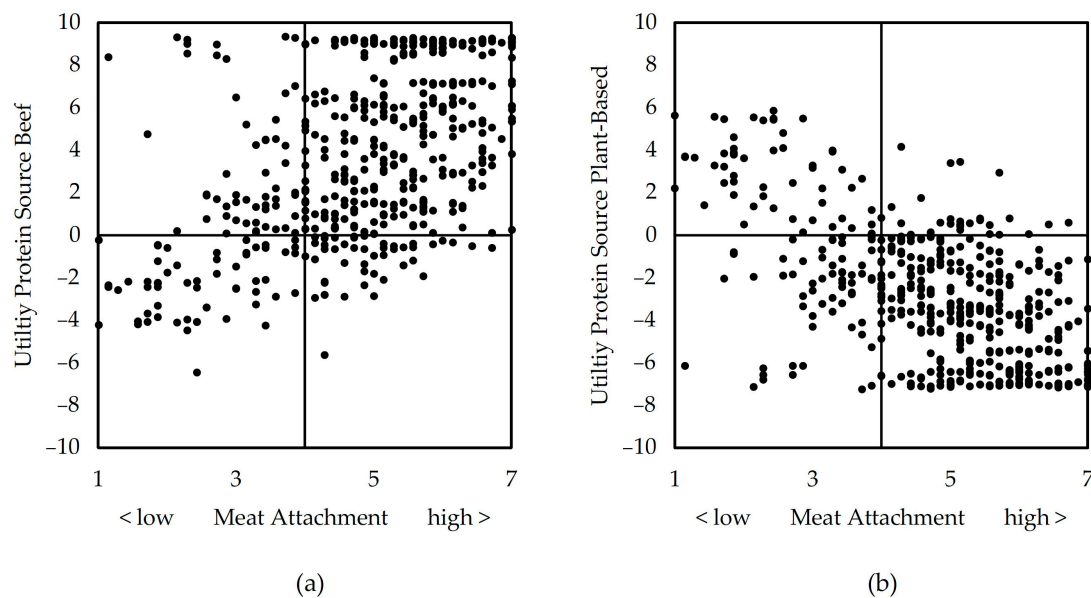 (a)
Utiltiy Protein Source Beef
10
8
6
4
2
0
−2
−4
−6
−8
−10
1 3 5 7
< low Meat Attachment high >
(b)
Utiltiy Protein Source Plant-Based
10
8
6
4
2
0
−2
−4
−6
−8
−10
1 3 5 7
< low Meat Attachment high >